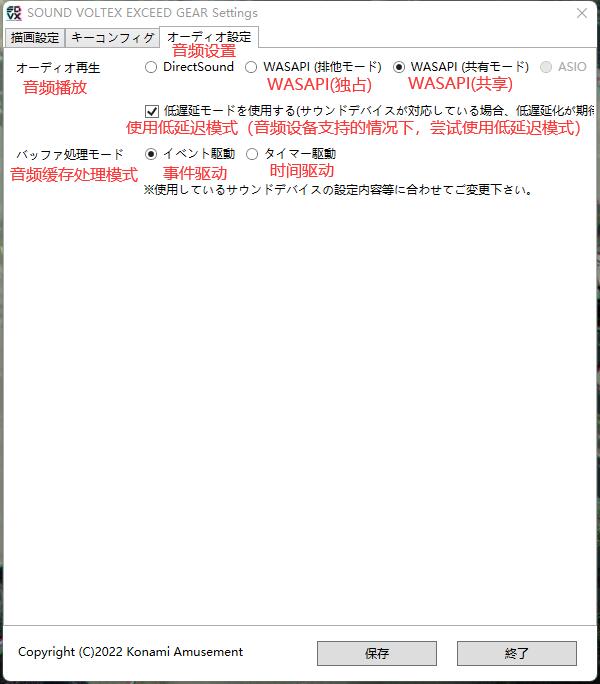 SOUND VOLTEX EXCEED GEAR Settings
描画設定 キーコンフィグ オーディオ設定
音频设置
オーディオ再生 DirectSound WASAPI (排他モード) WASAPI (共有モード) ASIO
音频播放 WASAPI(独占) WASAPI(共享)
低遅延モードを使用する(サウンドデバイスが対応している場合、低遅延化が期待
使用低延迟模式（音频设备支持的情况下，尝试使用低延迟模式）
バッファ処理モード イベント駆動 タイマー駆動
音频缓存处理模式 事件驱动 时间驱动
※使用しているサウンドデバイスの設定内容等に合わせてご変更下さい。
Copyright (C)2022 Konami Amusement 保存 終了